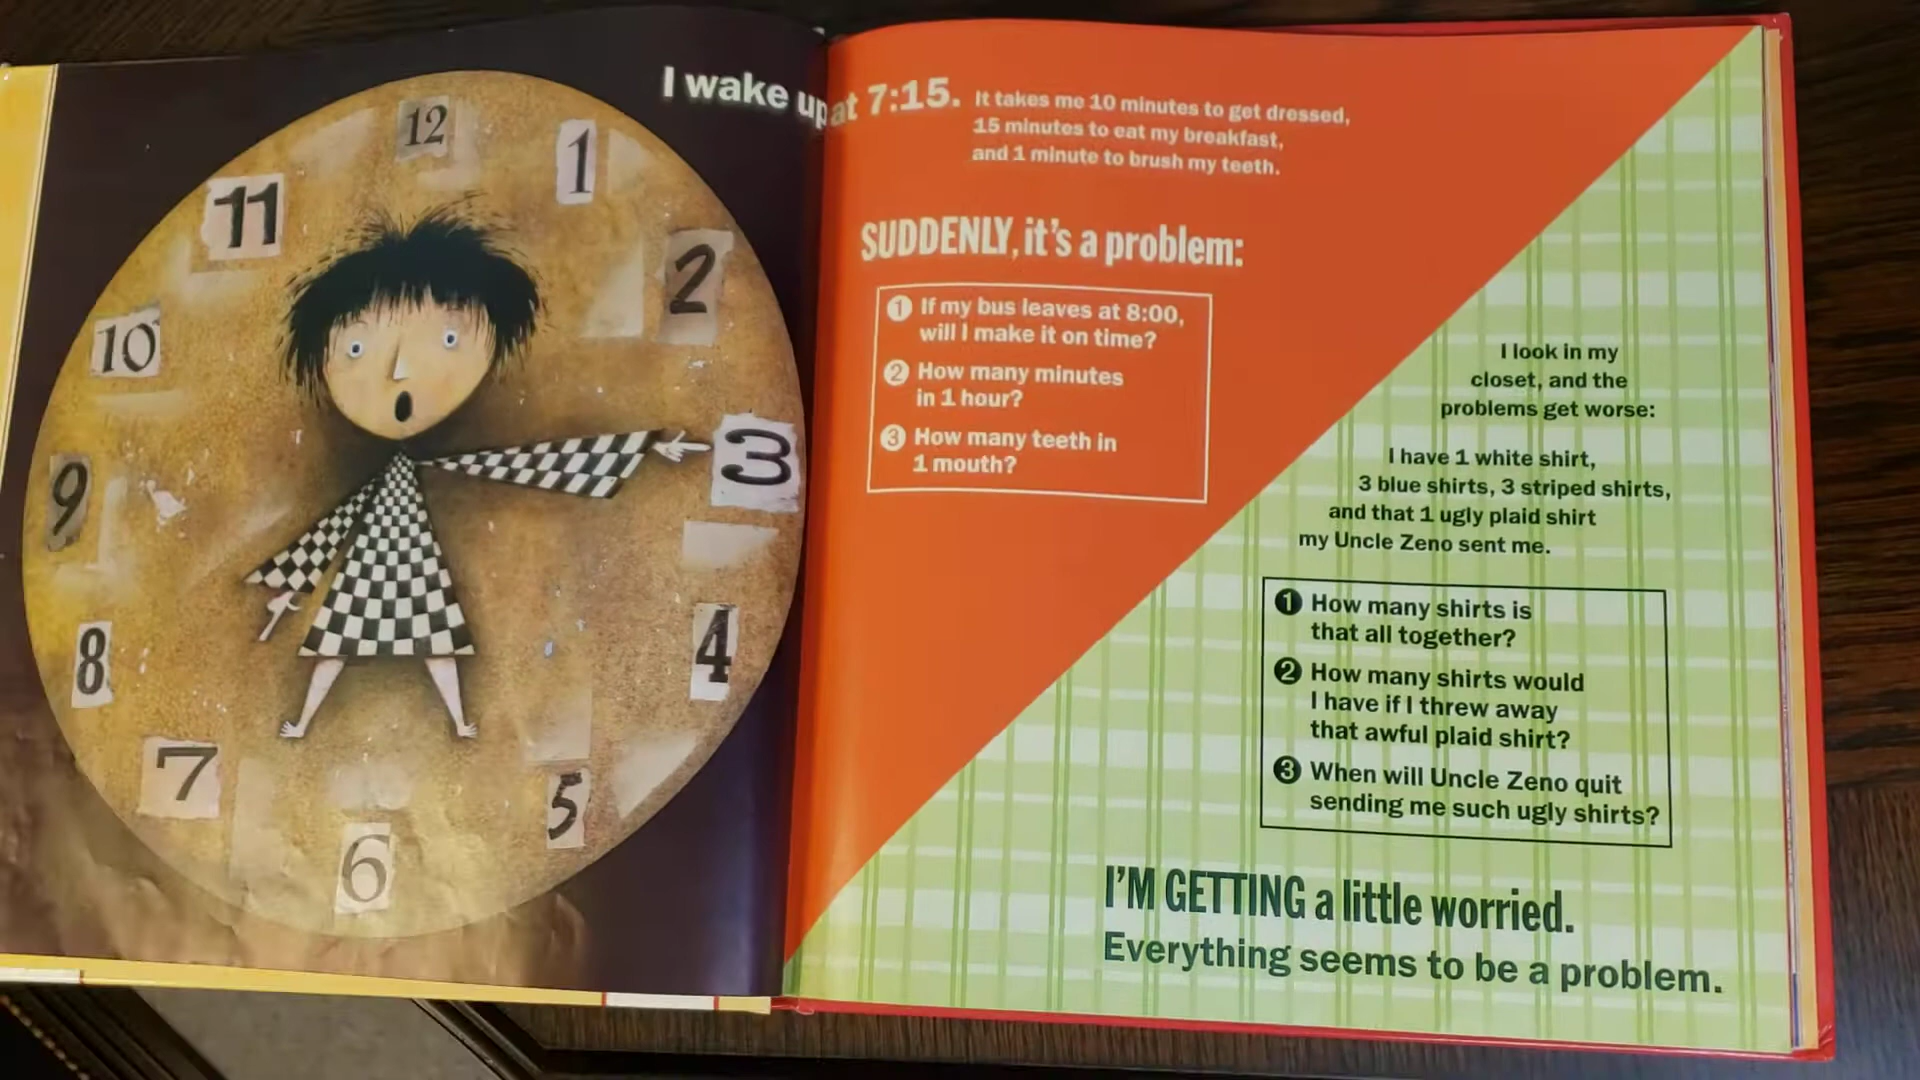 12
1
11
2
10
3
9
4
8
7
5
6
I wake up at 7:15.
It takes me 10 minutes to get dressed,
15 minutes to eat my breakfast,
and 1 minute to brush my teeth.
SUDDENLY, it's a problem:
1 If my bus leaves at 8:00,
will I make it on time?
2 How many minutes
in 1 hour?
3 How many teeth in
1 mouth?
I look in my
closet, and the
problems get worse:
I have 1 white shirt,
3 blue shirts, 3 striped shirts,
and that 1 ugly plaid shirt
my Uncle Zeno sent me.
1 How many shirts is
that all together?
2 How many shirts would
I have if I threw away
that awful plaid shirt?
3 When will Uncle Zeno quit
sending me such ugly shirts?
I'M GETTING a little worried.
Everything seems to be a problem.